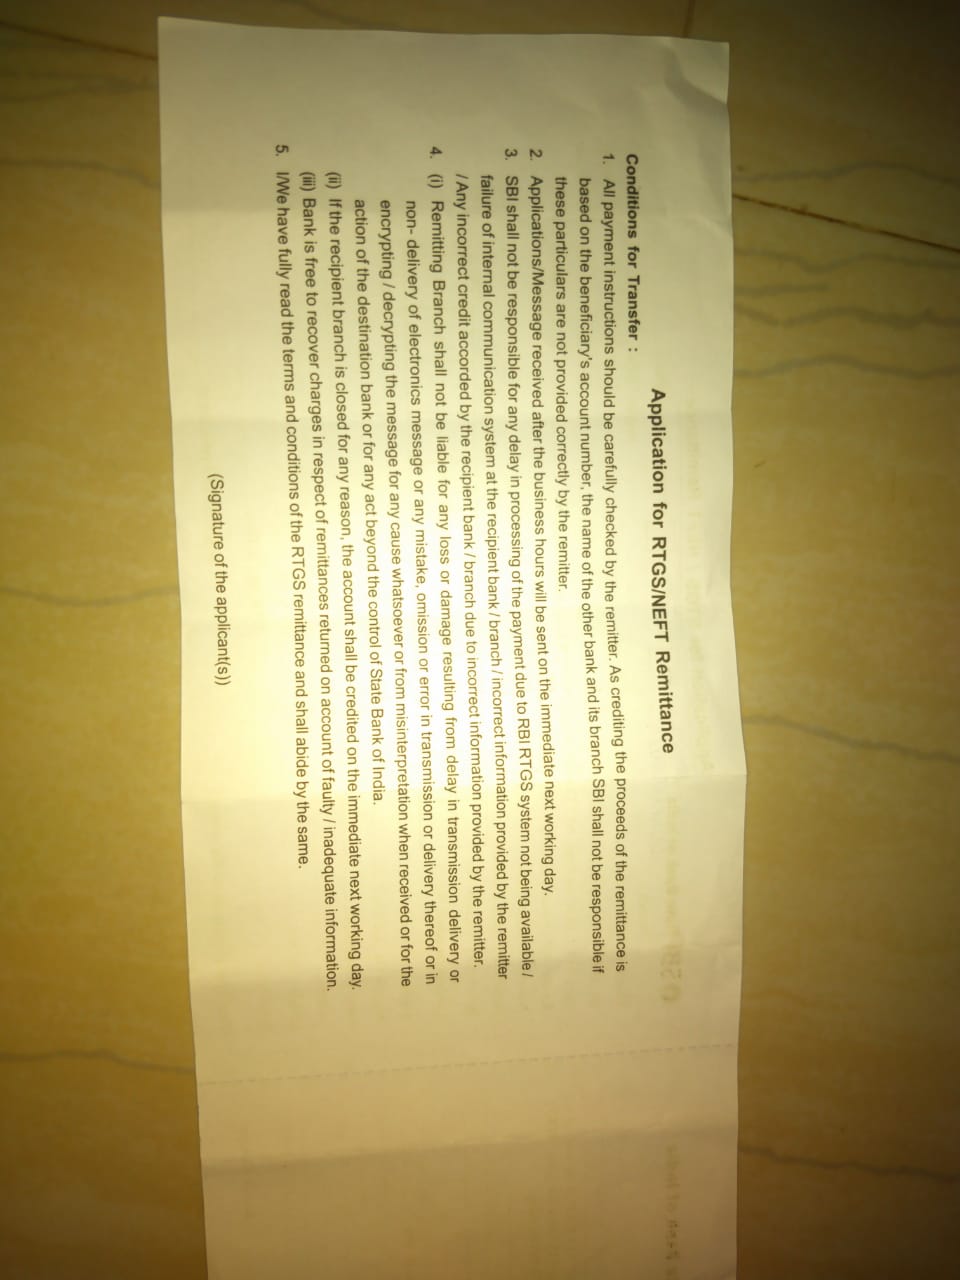 Application for RTGS/NEFT Remittance
Conditions for Transfer :
1. All payment instructions should be carefully checked by the remitter. As crediting the proceeds of the remittance is
based on the beneficiary's account number, the name of the other bank and its branch SBI shall not be responsible if
these particulars are not provided correctly by the remitter.
2. Applications/Message received after the business hours will be sent on the immediate next working day.
3. SBI shall not be responsible for any delay in processing of the payment due to RBI RTGS system not being available /
failure of internal communication system at the recipient bank / branch / incorrect information provided by the remitter
/ Any incorrect credit accorded by the recipient bank / branch due to incorrect information provided by the remitter.
4. (i) Remitting Branch shall not be liable for any loss or damage resulting from delay in transmission delivery or
non- delivery of electronics message or any mistake, omission or error in transmission or delivery thereof or in
encrypting / decrypting the message for any cause whatsoever or from misinterpretation when received or for the
action of the destination bank or for any act beyond the control of State Bank of India.
(ii) If the recipient branch is closed for any reason, the account shall be credited on the immediate next working day.
(iii) Bank is free to recover charges in respect of remittances returned on account of faulty / inadequate information.
5. I/We have fully read the terms and conditions of the RTGS remittance and shall abide by the same.
(Signature of the applicant(s))